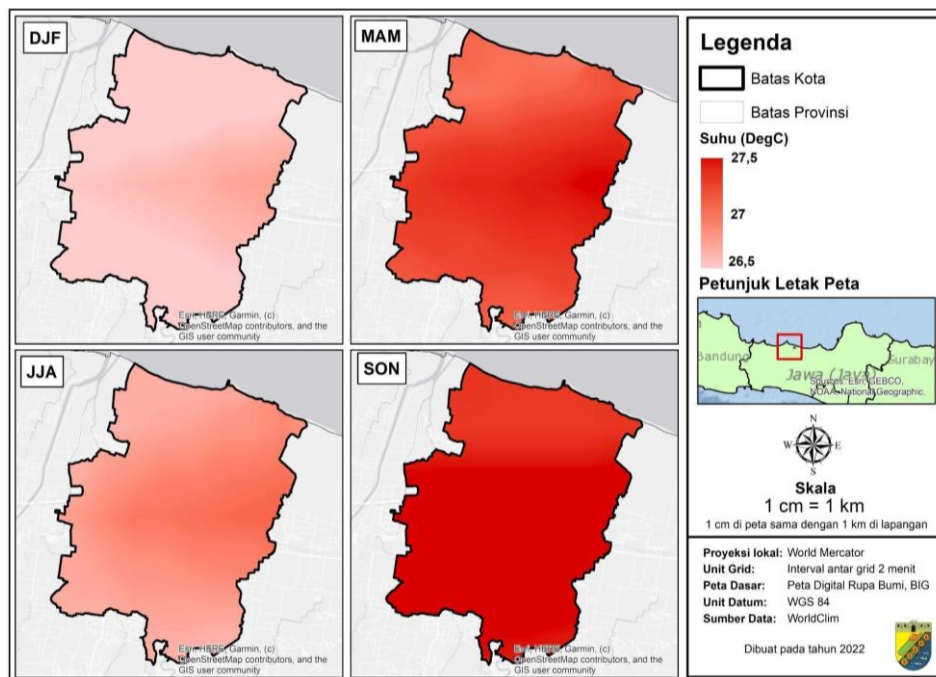 DJF
Esri, HERE, Garmin, (c)
OpenStreetMap contributors, and the
GIS user community
MAM
Esri, HERE, Garmin, (c)
OpenStreetMap contributors, and the
GIS user community
JJA
Esri, HERE, Garmin, (c)
OpenStreetMap contributors, and the
GIS user community
SON
Esri, HERE, Garmin, (c)
OpenStreetMap contributors, and the
GIS user community
Legenda
Batas Kota
Batas Provinsi
Suhu (DegC)
27,5
27
26,5
Petunjuk Letak Peta
Bandung
Surabay
Jawa (Java)
Sources: Esri, GEBCO,
NOAA, National Geographic,
N
W E
S
Skala
1 cm = 1 km
1 cm di peta sama dengan 1 km di lapangan
Proyeksi lokal: World Mercator
Unit Grid: Interval antar grid 2 menit
Peta Dasar: Peta Digital Rupa Bumi, BIG
Unit Datum: WGS 84
Sumber Data: WorldClim
Dibuat pada tahun 2022